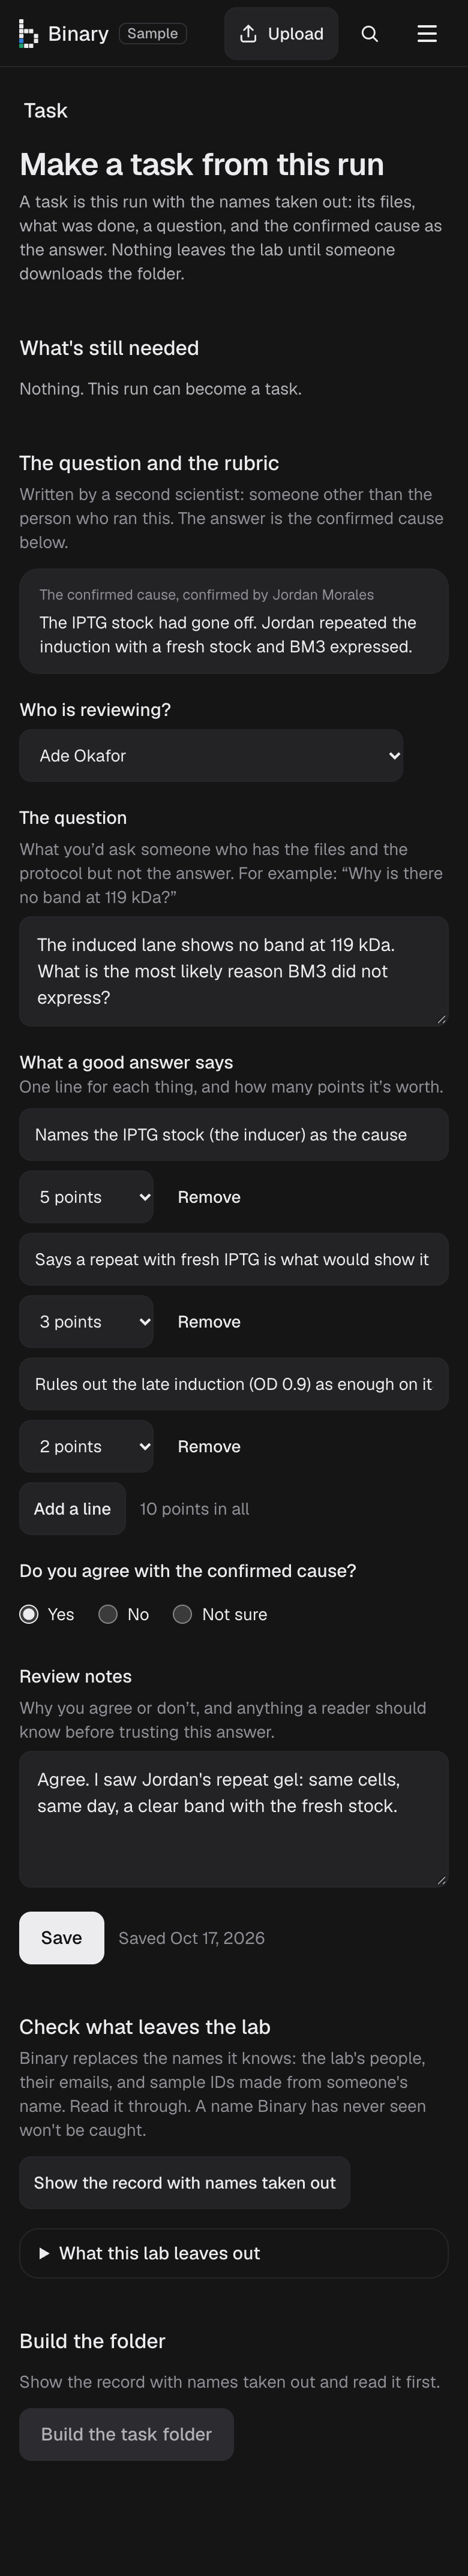 Binary Sample Upload
Task
Make a task from this run
A task is this run with the names taken out: its files,
what was done, a question, and the confirmed cause as
the answer. Nothing leaves the lab until someone
downloads the folder.
What's still needed
Nothing. This run can become a task.
The question and the rubric
Written by a second scientist: someone other than the
person who ran this. The answer is the confirmed cause
below.
The confirmed cause, confirmed by Jordan Morales
The IPTG stock had gone off. Jordan repeated the
induction with a fresh stock and BM3 expressed.
Who is reviewing?
Ade Okafor
The question
What you’d ask someone who has the files and the
protocol but not the answer. For example: “Why is there
no band at 119 kDa?”
The induced lane shows no band at 119 kDa.
What is the most likely reason BM3 did not
express?
What a good answer says
One line for each thing, and how many points it’s worth.
Names the IPTG stock (the inducer) as the cause
5 points Remove
Says a repeat with fresh IPTG is what would show it
3 points Remove
Rules out the late induction (OD 0.9) as enough on it
2 points Remove
Add a line 10 points in all
Do you agree with the confirmed cause?
Yes No Not sure
Review notes
Why you agree or don’t, and anything a reader should
know before trusting this answer.
Agree. I saw Jordan's repeat gel: same cells,
same day, a clear band with the fresh stock.
Save Saved Oct 17, 2026
Check what leaves the lab
Binary replaces the names it knows: the lab's people,
their emails, and sample IDs made from someone's
name. Read it through. A name Binary has never seen
won't be caught.
Show the record with names taken out
What this lab leaves out
Build the folder
Show the record with names taken out and read it first.
Build the task folder